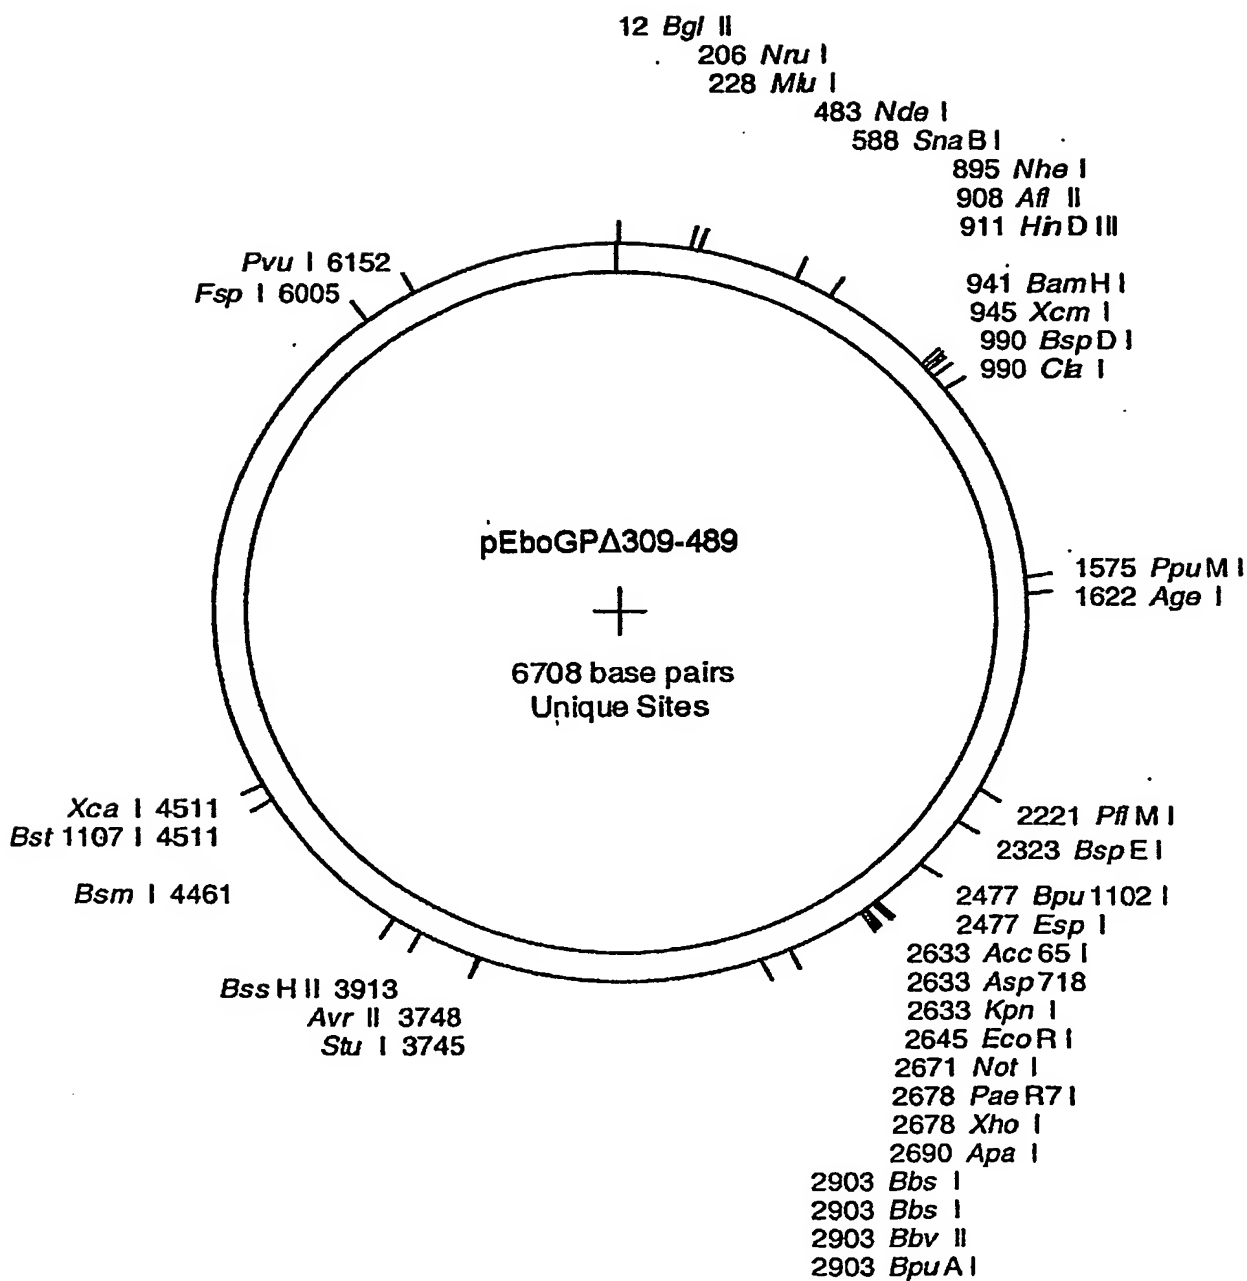 12 Bgl II
206 Nru I
228 Mlu I
483 Nde I
588 SnaB I
895 Nhe I
908 Afl II
911 HinD III
941 BamH I
945 Xcm I
990 BspD I
990 Cla I
Pvu I 6152
Fsp I 6005
pEboGPΔ309-489
6708 base pairs
Unique Sites
1575 PpuM I
1622 Age I
2221 PflM I
2323 BspE I
2477 Bpu1102 I
2477 Esp I
2633 Acc65 I
2633 Asp718
2633 Kpn I
2645 EcoR I
2671 Not I
2678 PaeR7 I
2678 Xho I
2690 Apa I
2903 Bbs I
2903 Bbs I
2903 Bbv II
2903 BpuA I
Xca I 4511
Bst1107 I 4511
Bsm I 4461
BssH II 3913
Avr II 3748
Stu I 3745